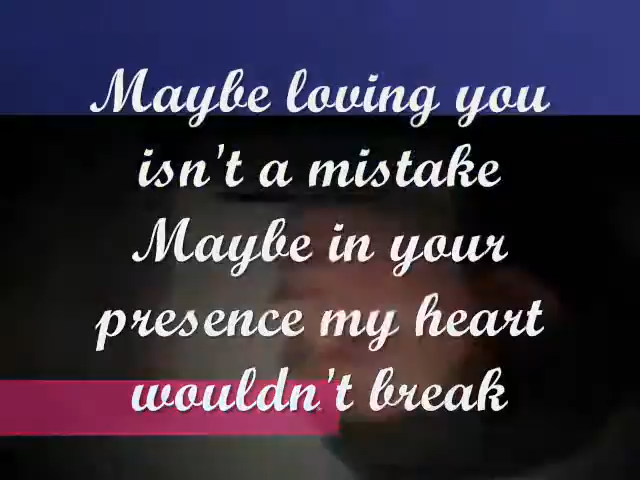 Maybe loving you
isn't a mistake
Maybe in your
presence my heart
wouldn't break